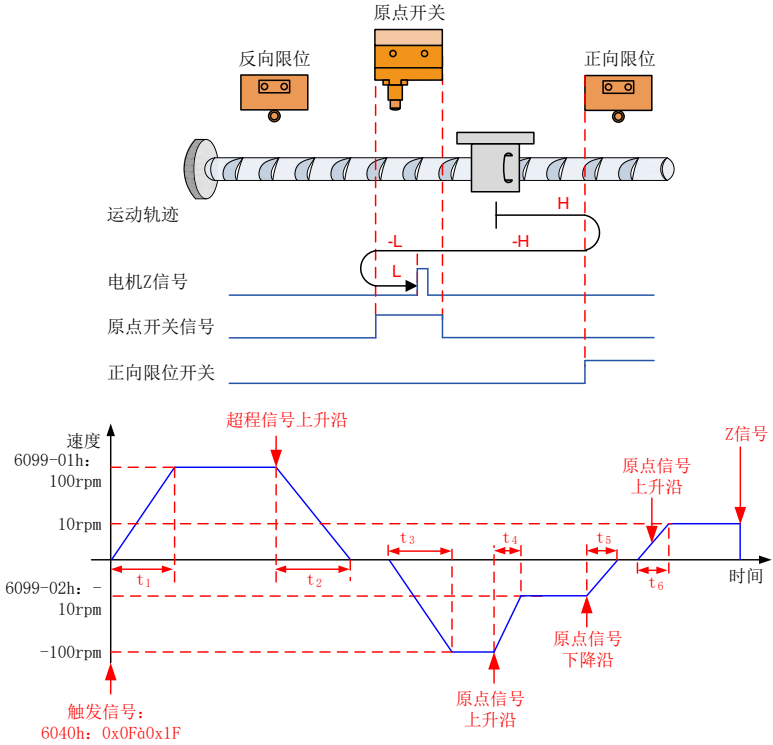 原点开关
反向限位
正向限位
运动轨迹
H
-L
-H
L
电机Z信号
原点开关信号
正向限位开关
超程信号上升沿
速度
Z信号
6099-01h:
100rpm
原点信号
上升沿
10rpm
t3
t4
t5
t1
t2
t6
时间
6099-02h: -
10rpm
原点信号
下降沿
-100rpm
原点信号
上升沿
触发信号:
6040h: 0x0Fà0x1F